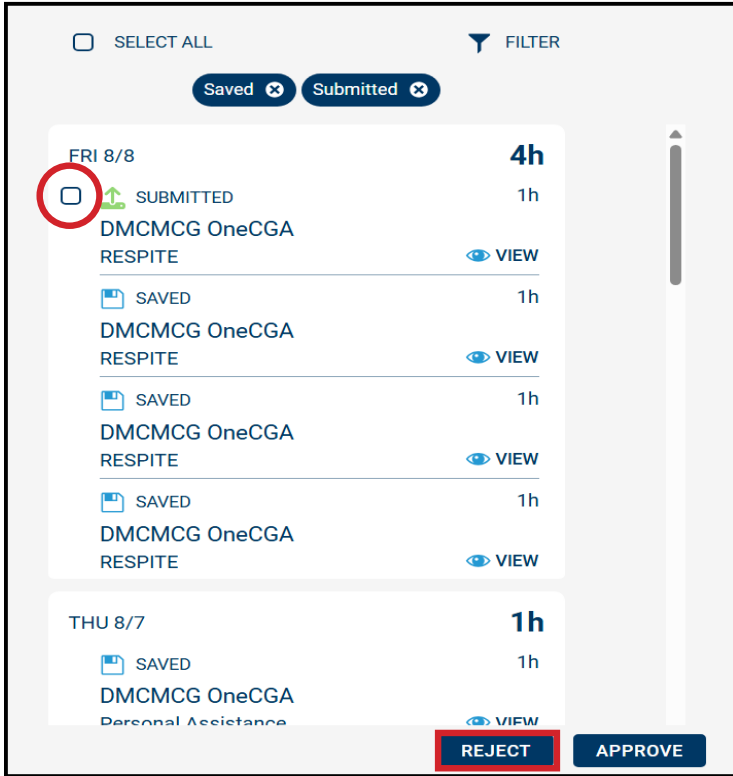 SELECT ALL FILTER
Saved Submitted
FRI 8/8 4h
SUBMITTED 1h
DMCMCG OneCGA
RESPITE VIEW
SAVED 1h
DMCMCG OneCGA
RESPITE VIEW
SAVED 1h
DMCMCG OneCGA
RESPITE VIEW
SAVED 1h
DMCMCG OneCGA
RESPITE VIEW
THU 8/7 1h
SAVED 1h
DMCMCG OneCGA
Personal Assistance VIEW
REJECT APPROVE